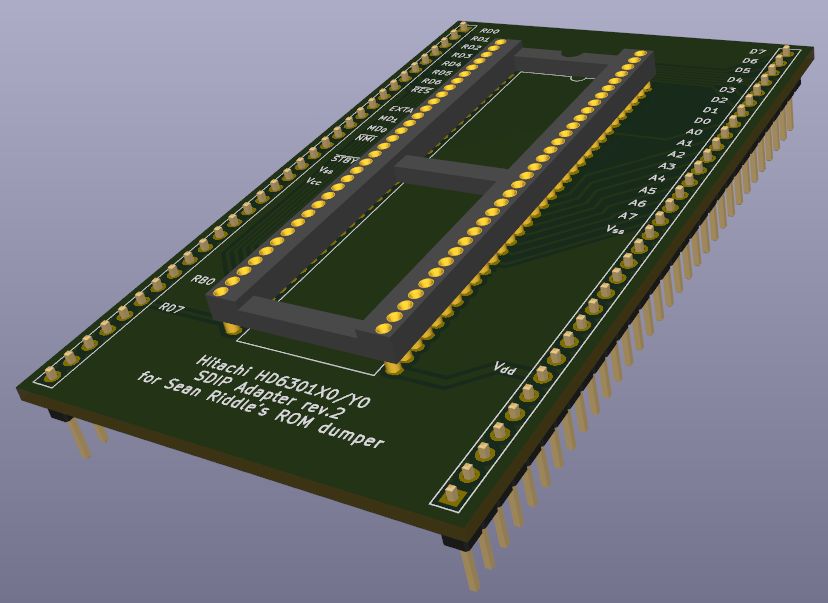 RD0
RD1
RD2
RD3
RD4
RD5
RD6
RES
EXTA
MD1
MD0
NMI
STBY
Vss
Vcc
RB0
RD7
D7
D6
D5
D4
D3
D2
D1
D0
A0
A1
A2
A3
A4
A5
A6
A7
Vss
Vdd
Hitachi HD6301X0/Y0
SDIP Adapter rev.2
for Sean Riddle's ROM dumper